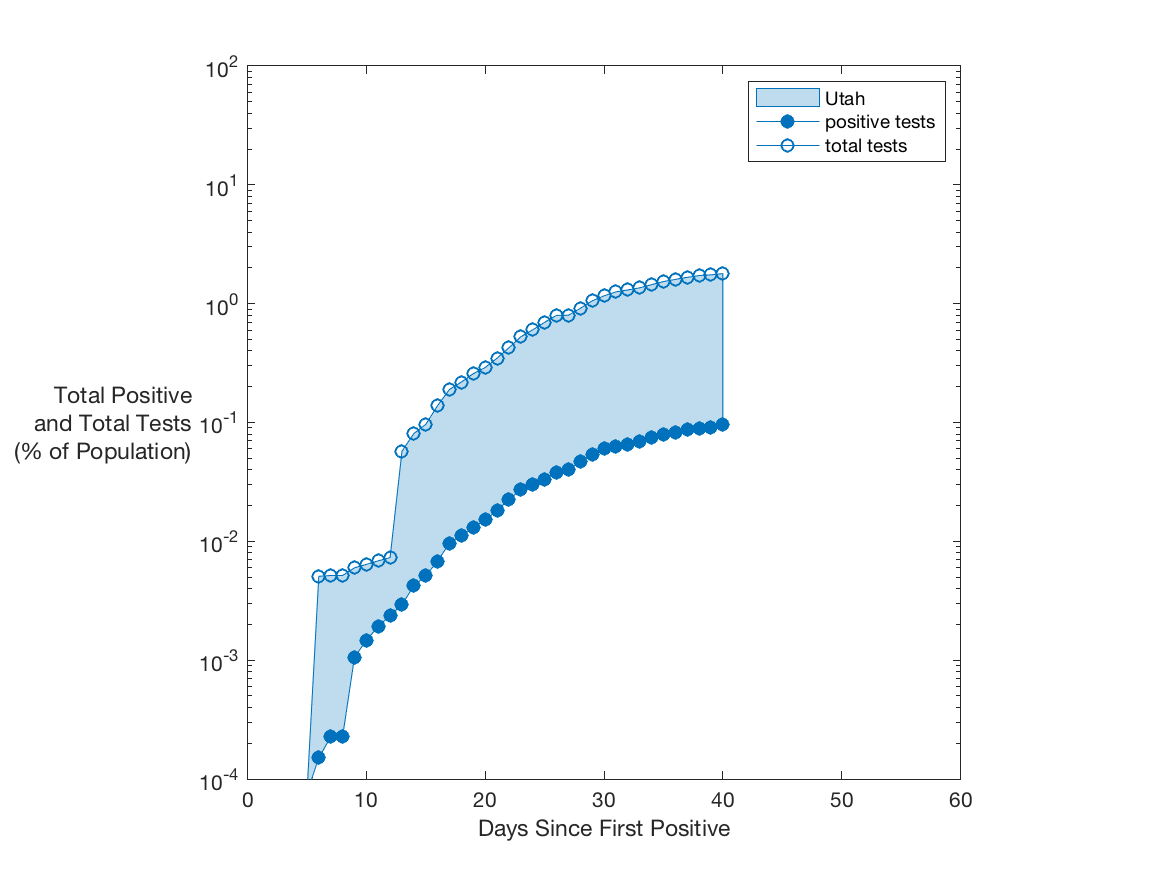 10^2
10^1
10^0
10^-1
10^-2
10^-3
10^-4
Total Positive
and Total Tests
(% of Population)
Utah
positive tests
total tests
0 10 20 30 40 50 60
Days Since First Positive